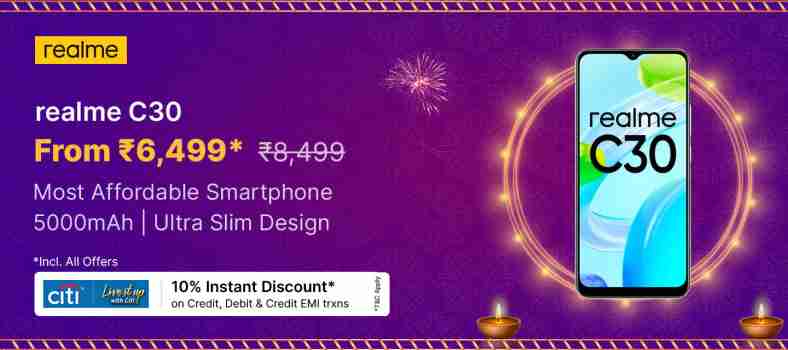 realme
realme C30
From ₹6,499* ₹8,499
Most Affordable Smartphone
5000mAh | Ultra Slim Design
*Incl. All Offers
citi Live it up with Citi
10% Instant Discount*
on Credit, Debit & Credit EMI trxns
*T&C Apply
realme
C30